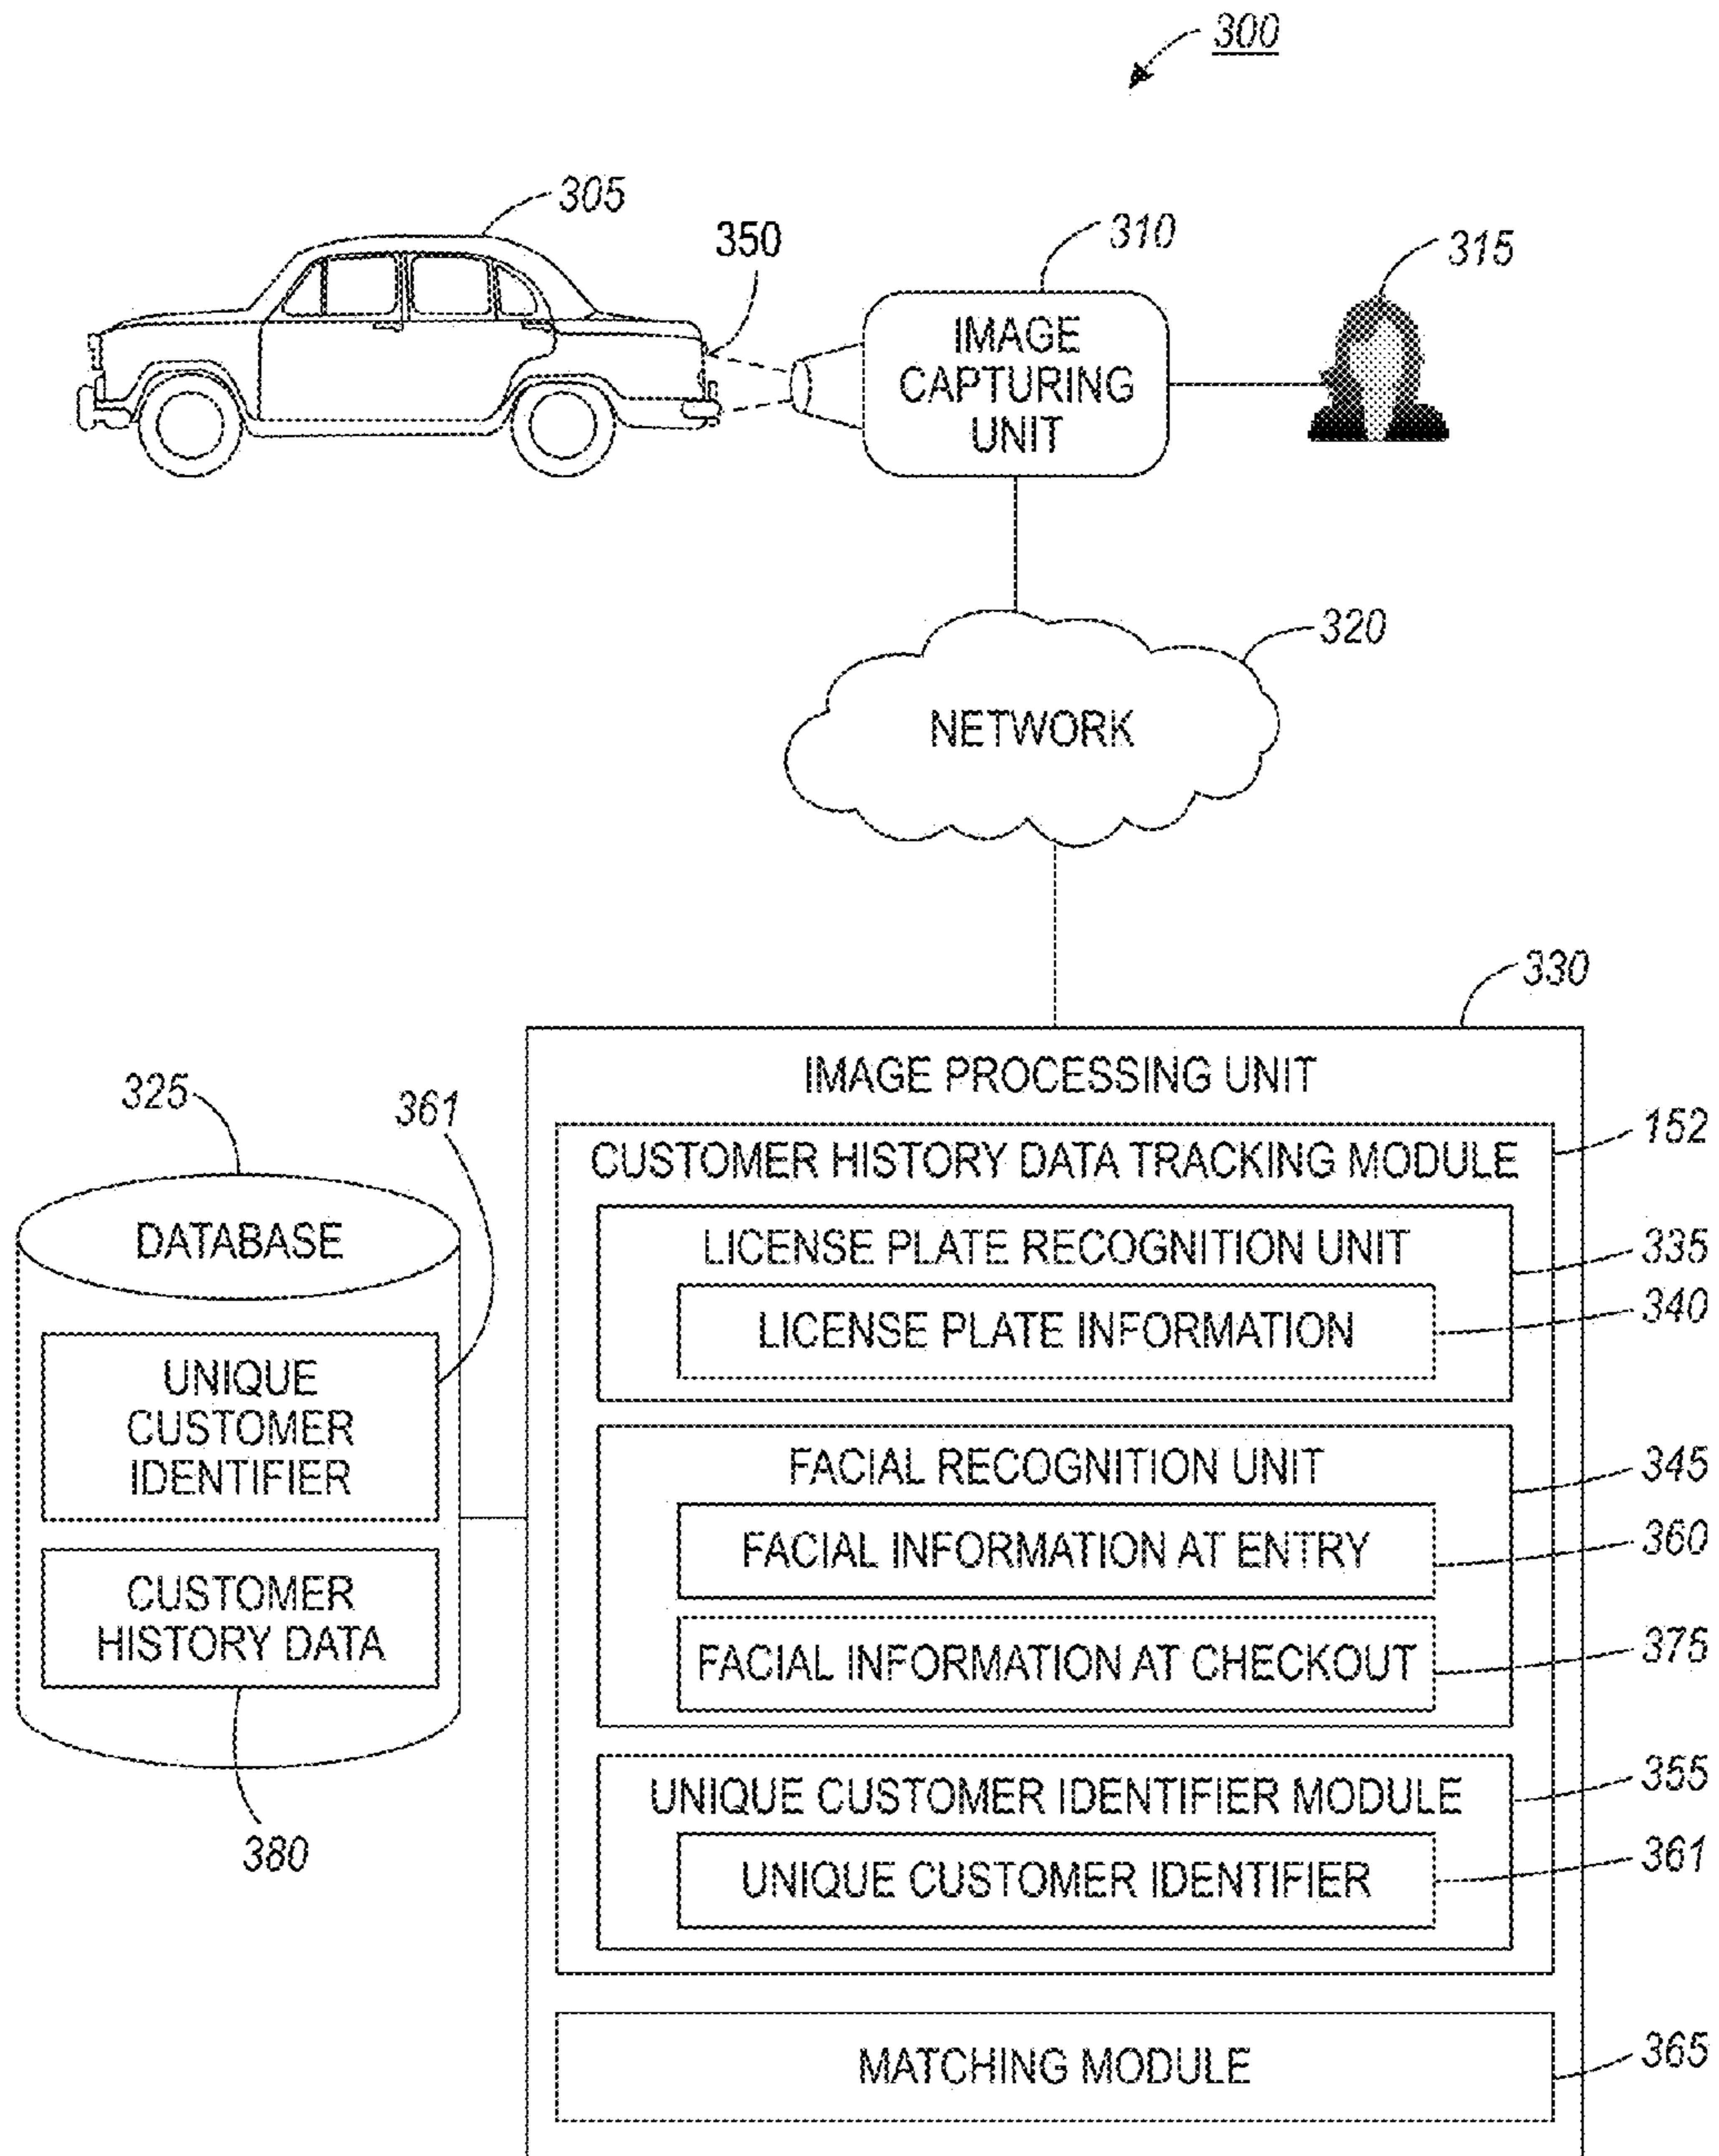 300
305
350
310
315
IMAGE
CAPTURING
UNIT
320
NETWORK
330
IMAGE PROCESSING UNIT
325
361
152
CUSTOMER HISTORY DATA TRACKING MODULE
DATABASE
LICENSE PLATE RECOGNITION UNIT
335
LICENSE PLATE INFORMATION
340
UNIQUE
CUSTOMER
IDENTIFIER
FACIAL RECOGNITION UNIT
345
FACIAL INFORMATION AT ENTRY
360
CUSTOMER
HISTORY DATA
FACIAL INFORMATION AT CHECKOUT
375
380
UNIQUE CUSTOMER IDENTIFIER MODULE
355
UNIQUE CUSTOMER IDENTIFIER
361
MATCHING MODULE
365